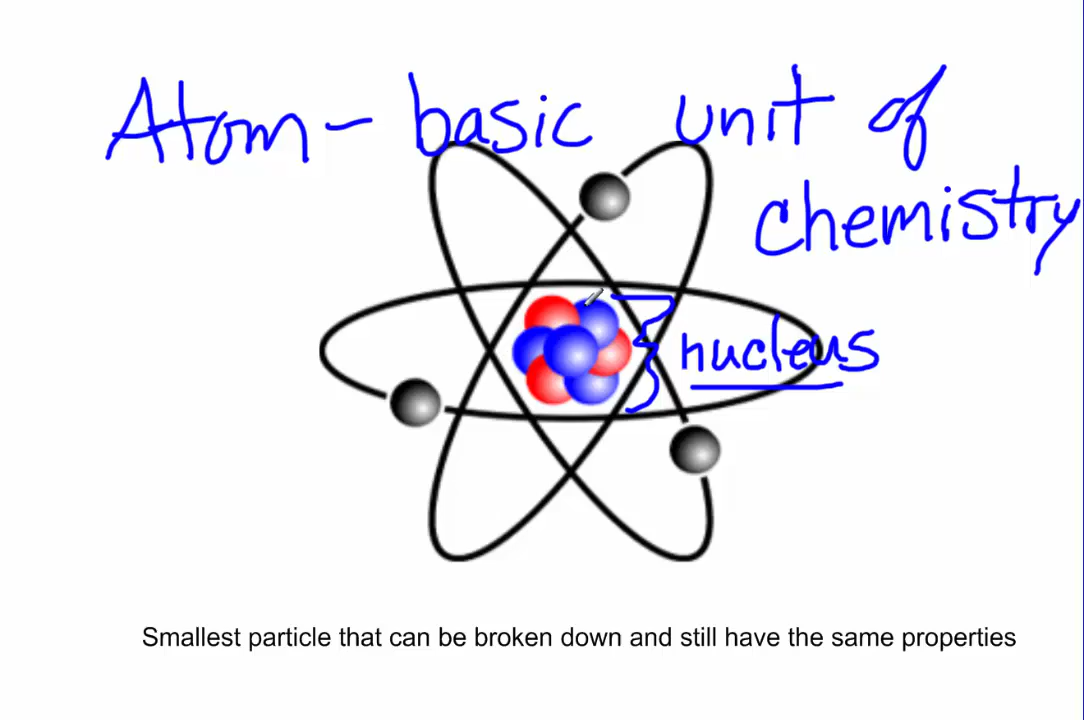 Atom- basic unit of
chemistry
nucleus
Smallest particle that can be broken down and still have the same properties